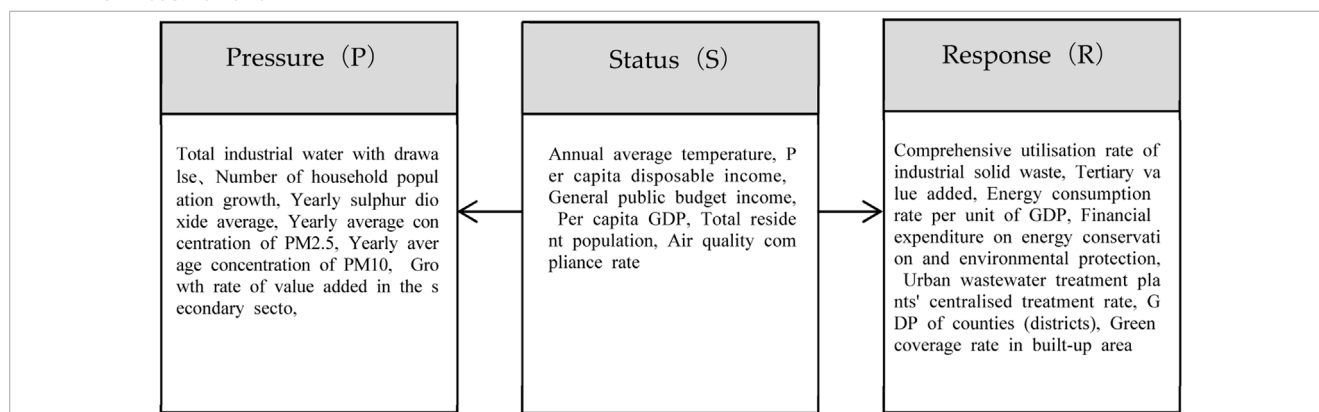 Pressure（P）
Total industrial water with drawa
lse、Number of household popul
ation growth, Yearly sulphur dio
xide average, Yearly average con
centration of PM2.5, Yearly aver
age concentration of PM10, Gro
wth rate of value added in the s
econdary secto,
Status（S）
Annual average temperature, P
er capita disposable income,
General public budget income,
Per capita GDP, Total reside
nt population, Air quality com
pliance rate
Response（R）
Comprehensive utilisation rate of
industrial solid waste, Tertiary va
lue added, Energy consumption
rate per unit of GDP, Financial
expenditure on energy conservati
on and environmental protection,
Urban wastewater treatment pla
nts' centralised treatment rate, G
DP of counties (districts), Green
coverage rate in built-up area